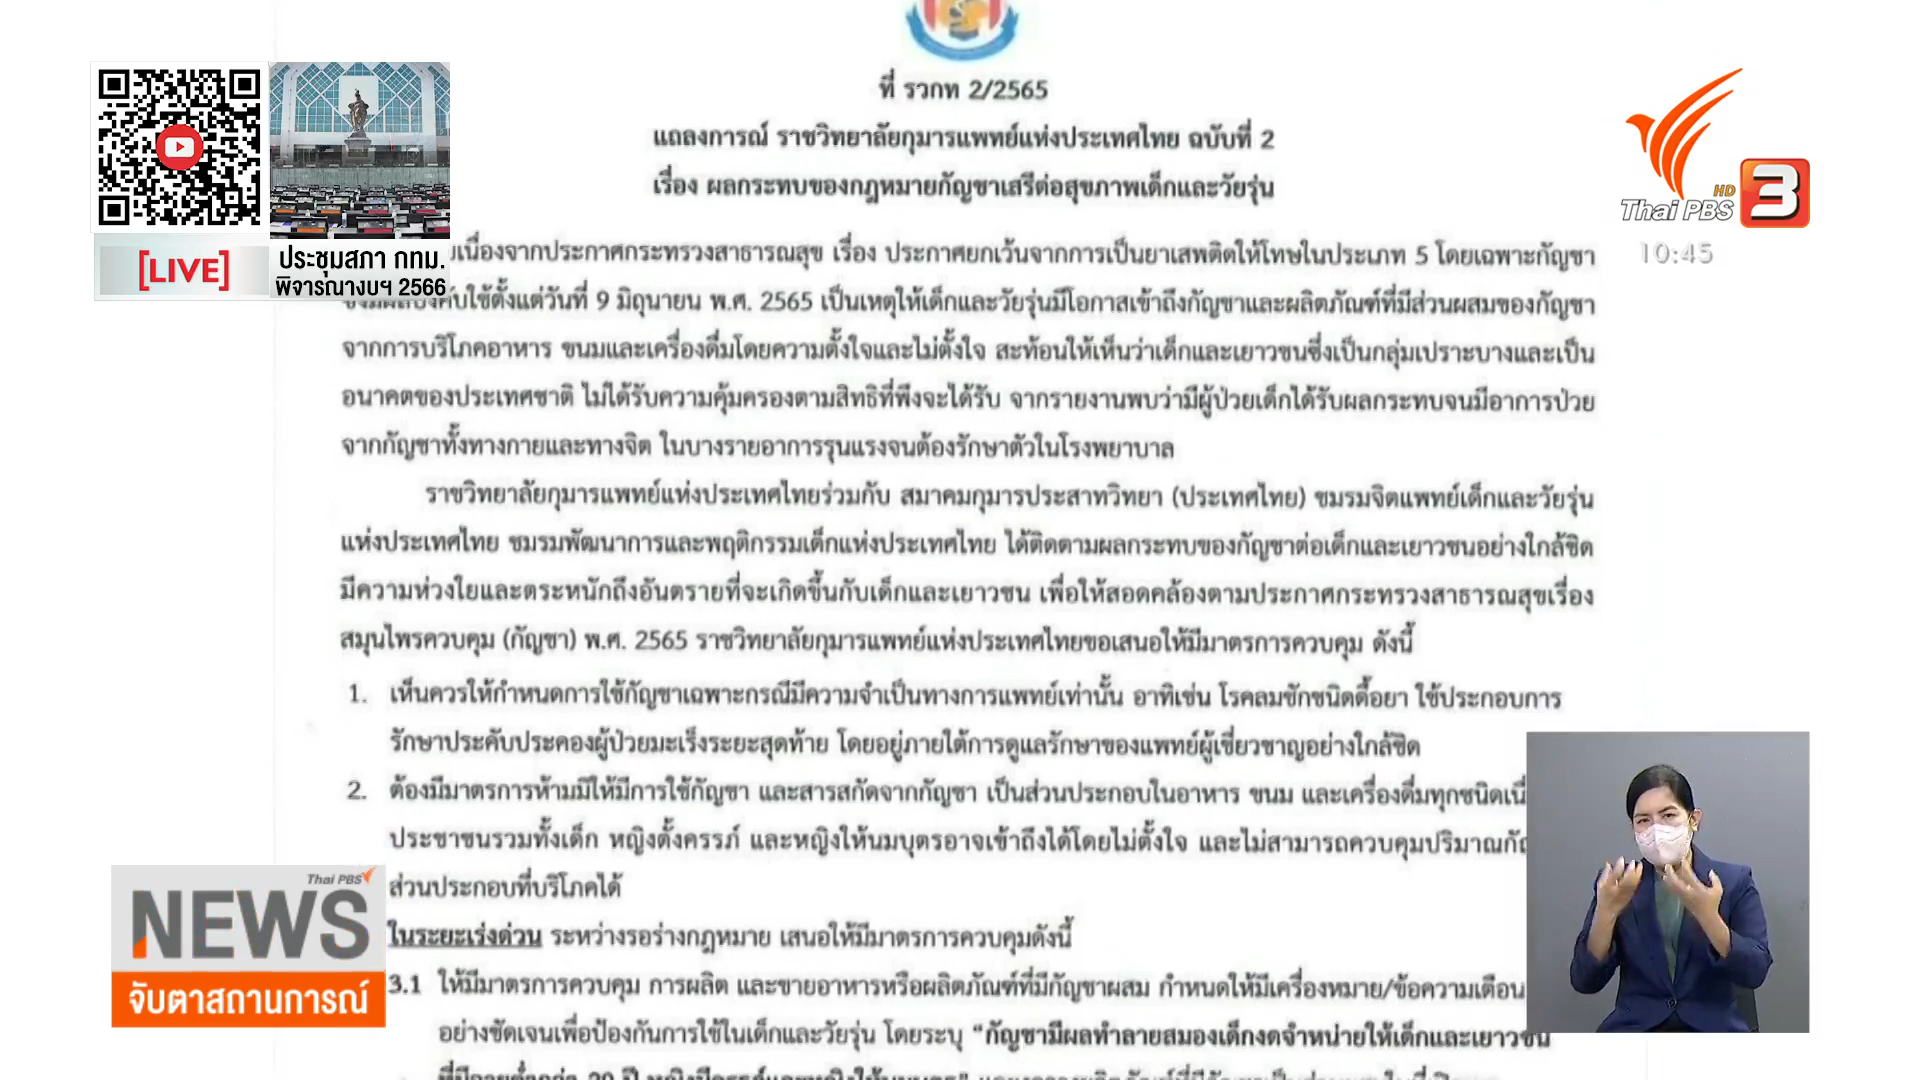 ที่ รวกท 2/2565
แถลงการณ์ ราชวิทยาลัยกุมารแพทย์แห่งประเทศไทย ฉบับที่ 2
เรื่อง ผลกระทบของกฎหมายกัญชาเสรีต่อสุขภาพเด็กและวัยรุ่น
Thai PBS HD 3
10:45
[LIVE]
ประชุมสภา กทม.
พิจารณางบฯ 2566
เนื่องจากประกาศกระทรวงสาธารณสุข เรื่อง ประกาศยกเว้นจากการเป็นยาเสพติดให้โทษในประเภท 5 โดยเฉพาะกัญชา
ใช้ตั้งแต่วันที่ 9 มิถุนายน พ.ศ. 2565 เป็นเหตุให้เด็กและวัยรุ่นมีโอกาสเข้าถึงกัญชาและผลิตภัณฑ์ที่มีส่วนผสมของกัญชา
จากการบริโภคอาหาร ขนมและเครื่องดื่มโดยความตั้งใจและไม่ตั้งใจ สะท้อนให้เห็นว่าเด็กและเยาวชนซึ่งเป็นกลุ่มเปราะบางและเป็น
อนาคตของประเทศชาติ ไม่ได้รับความคุ้มครองตามสิทธิที่พึงจะได้รับ จากรายงานพบว่ามีผู้ป่วยเด็กได้รับผลกระทบจนมีอาการป่วย
จากกัญชาทั้งทางกายและทางจิต ในบางรายอาการรุนแรงจนต้องรักษาตัวในโรงพยาบาล
ราชวิทยาลัยกุมารแพทย์แห่งประเทศไทยร่วมกับ สมาคมกุมารประสาทวิทยา (ประเทศไทย) ชมรมจิตแพทย์เด็กและวัยรุ่น
แห่งประเทศไทย ชมรมพัฒนาการและพฤติกรรมเด็กแห่งประเทศไทย ได้ติดตามผลกระทบของกัญชาต่อเด็กและเยาวชนอย่างใกล้ชิด
มีความห่วงใยและตระหนักถึงอันตรายที่จะเกิดขึ้นกับเด็กและเยาวชน เพื่อให้สอดคล้องตามประกาศกระทรวงสาธารณสุขเรื่อง
สมุนไพรควบคุม (กัญชา) พ.ศ. 2565 ราชวิทยาลัยกุมารแพทย์แห่งประเทศไทยขอเสนอให้มีมาตรการควบคุม ดังนี้
1. เห็นควรให้กำหนดการใช้กัญชาเฉพาะกรณีมีความจำเป็นทางการแพทย์เท่านั้น อาทิเช่น โรคลมชักชนิดดื้อยา ใช้ประกอบการ
รักษาประคับประคองผู้ป่วยมะเร็งระยะสุดท้าย โดยอยู่ภายใต้การดูแลรักษาของแพทย์ผู้เชี่ยวชาญอย่างใกล้ชิด
2. ต้องมีมาตรการห้ามมิให้มีการใช้กัญชา และสารสกัดจากกัญชา เป็นส่วนประกอบในอาหาร ขนม และเครื่องดื่มทุกชนิด
ประชาชนรวมทั้งเด็ก หญิงตั้งครรภ์ และหญิงให้นมบุตรอาจเข้าถึงได้โดยไม่ตั้งใจ และไม่สามารถควบคุมปริมาณ
ส่วนประกอบที่บริโภคได้
ในระยะเร่งด่วน ระหว่างรอร่างกฎหมาย เสนอให้มีมาตรการควบคุมดังนี้
3.1 ให้มีมาตรการควบคุม การผลิต และขายอาหารหรือผลิตภัณฑ์ที่มีกัญชาผสม กำหนดให้มีเครื่องหมาย/ข้อความเตือน
อย่างชัดเจนเพื่อป้องกันการใช้ในเด็กและวัยรุ่น โดยระบุ "กัญชามีผลทำลายสมองเด็กงดจำหน่ายให้เด็กและเยาวชน
Thai PBS
NEWS
จับตาสถานการณ์